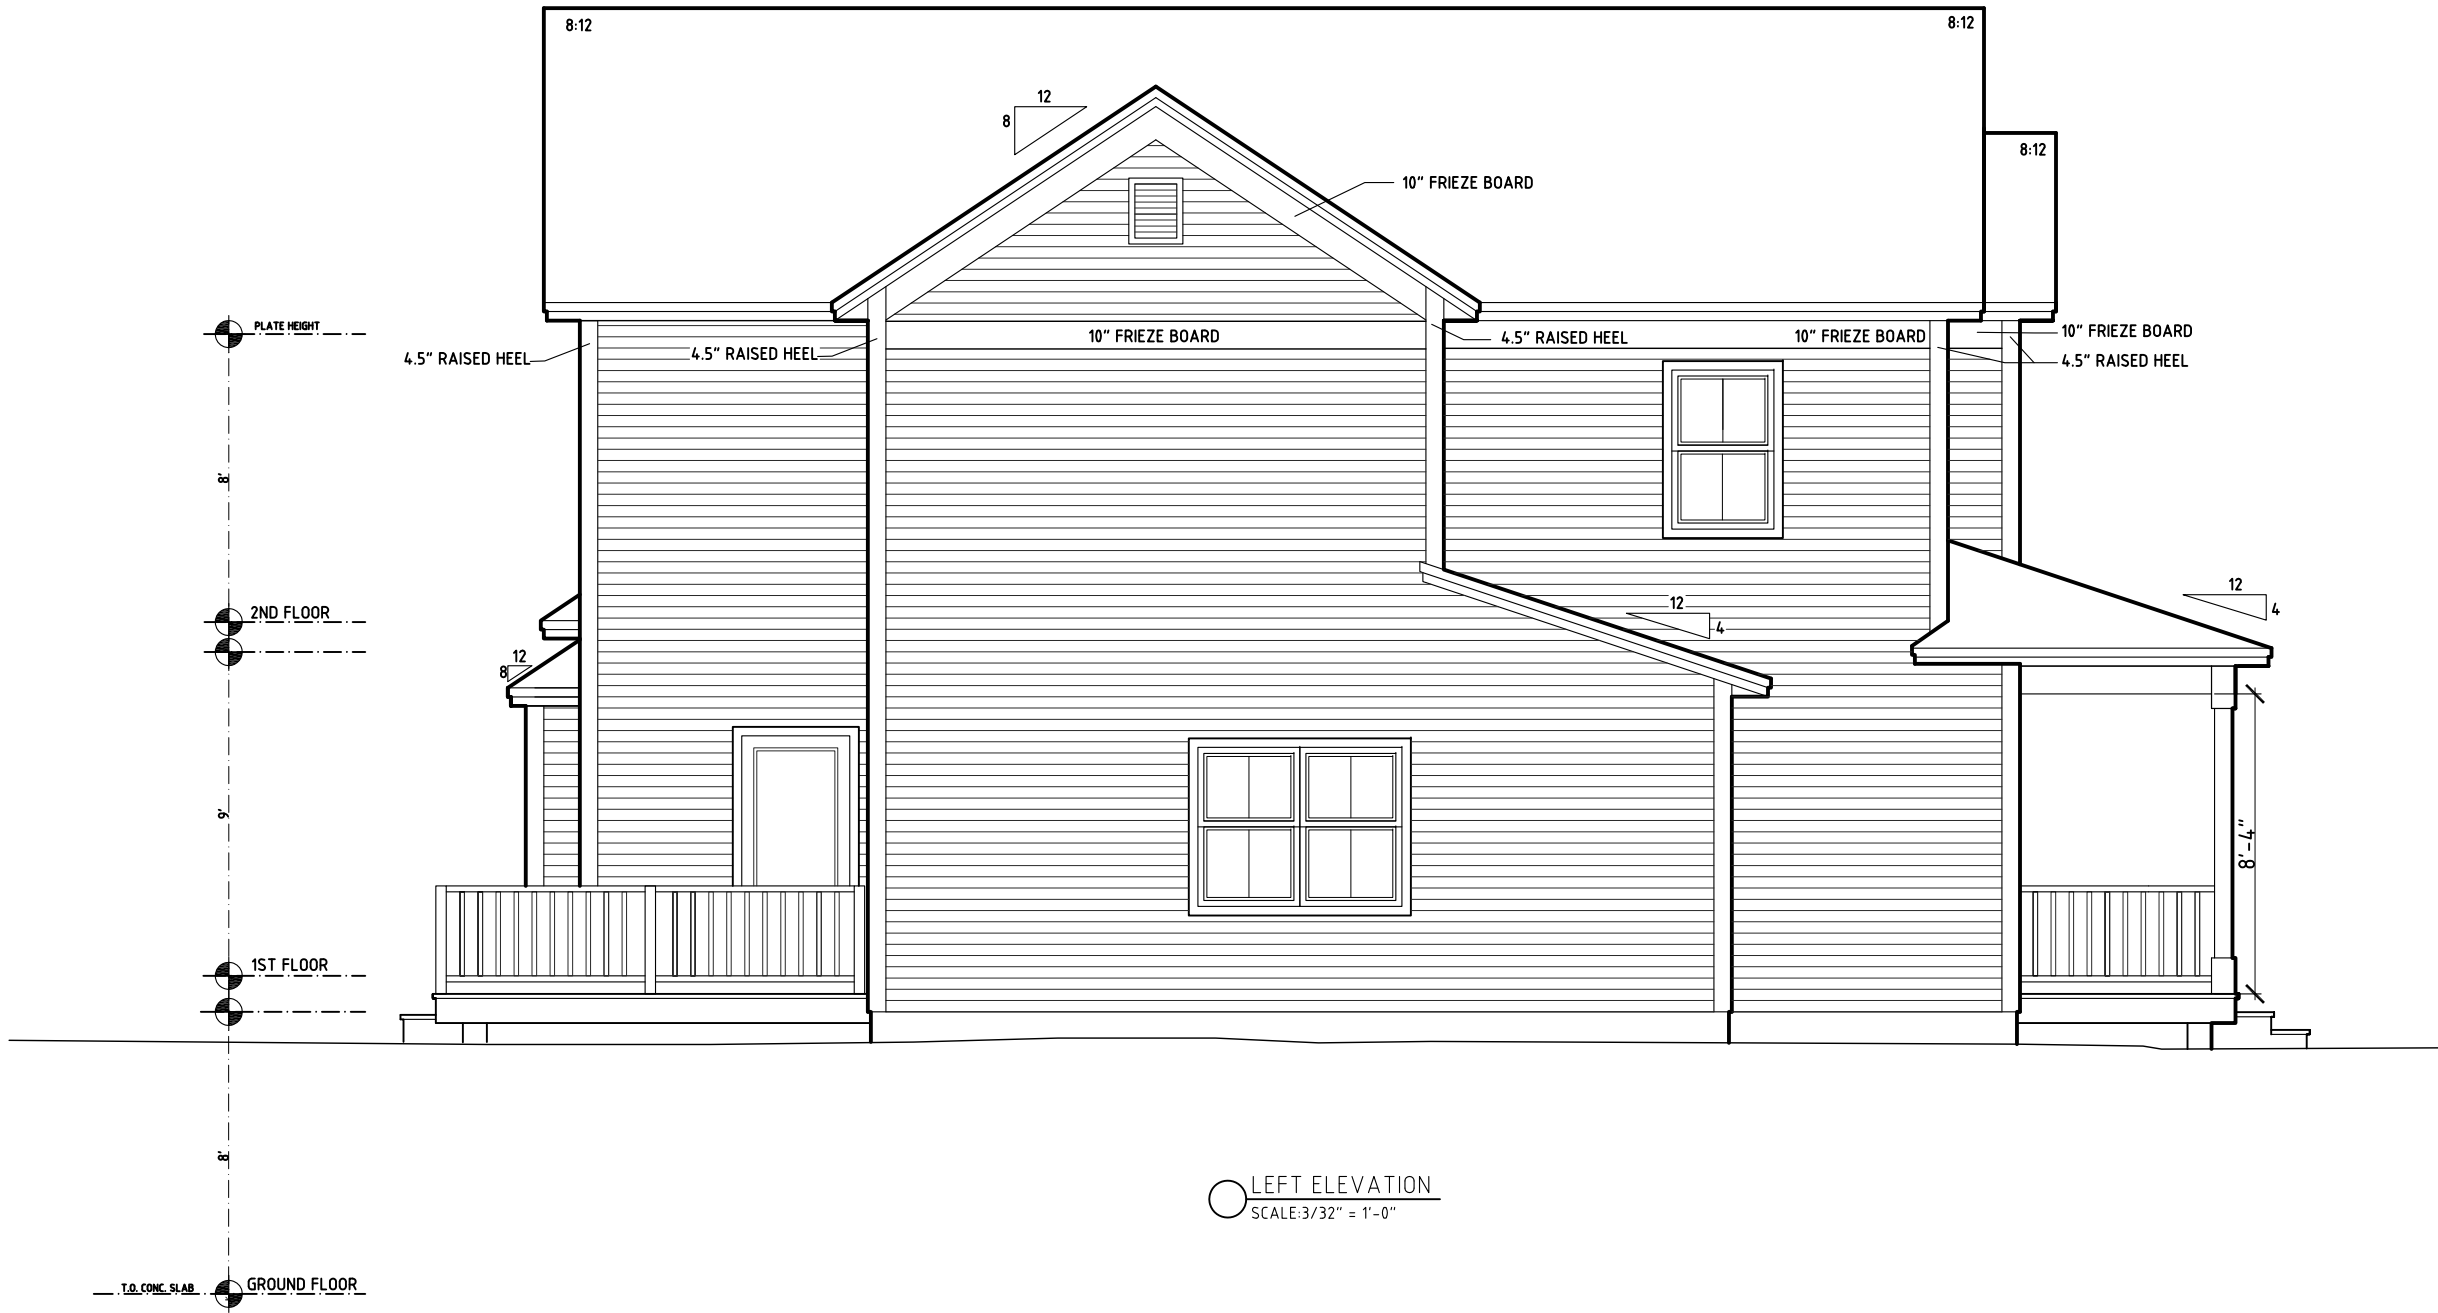 8:12
8:12
12
8
8:12
10" FRIEZE BOARD
PLATE HEIGHT
10" FRIEZE BOARD
4.5" RAISED HEEL
10" FRIEZE BOARD
10" FRIEZE BOARD
4.5" RAISED HEEL
4.5" RAISED HEEL
4.5" RAISED HEEL
8'
2ND FLOOR
12
4
12
4
12
8
9'
8'-4"
1ST FLOOR
8'
LEFT ELEVATION
SCALE:3/32" = 1'-0"
T.O. CONC. SLAB
GROUND FLOOR